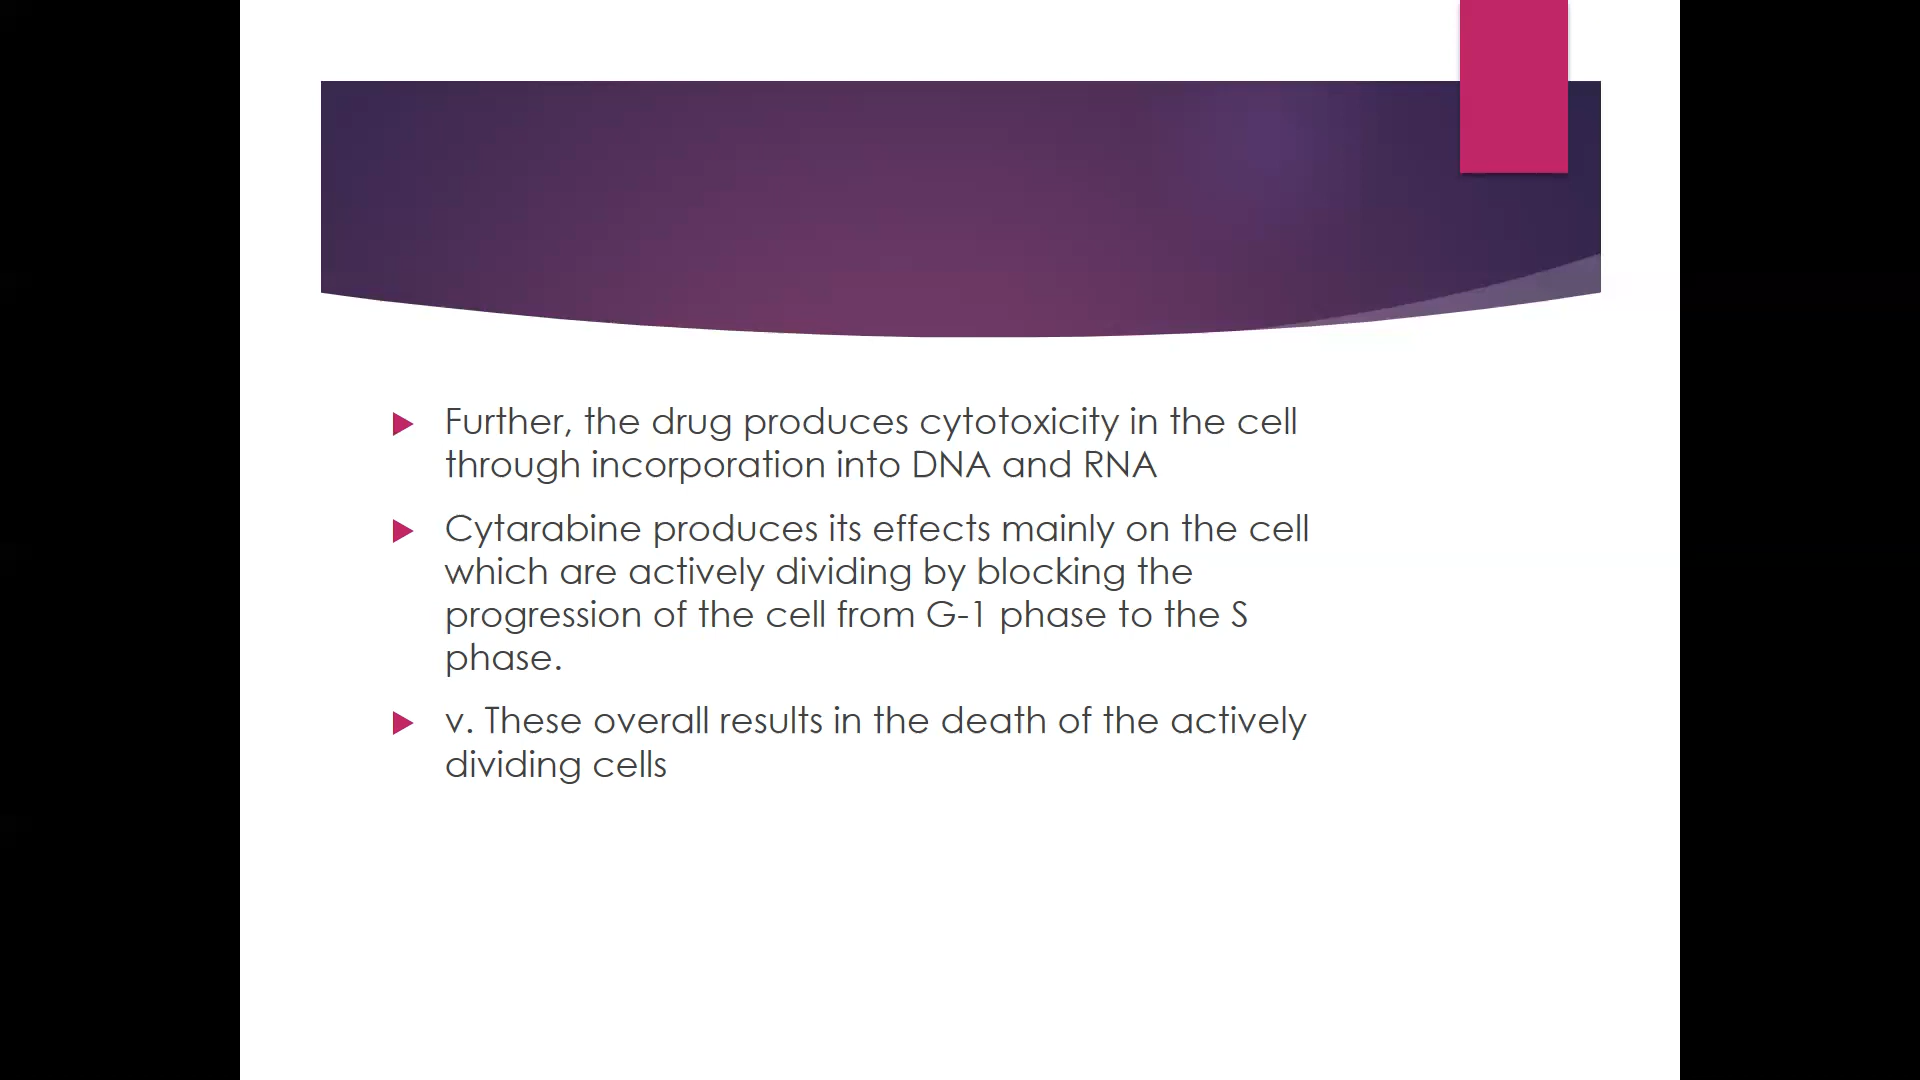 Further, the drug produces cytotoxicity in the cell
through incorporation into DNA and RNA
Cytarabine produces its effects mainly on the cell
which are actively dividing by blocking the
progression of the cell from G-1 phase to the S
phase.
v. These overall results in the death of the actively
dividing cells